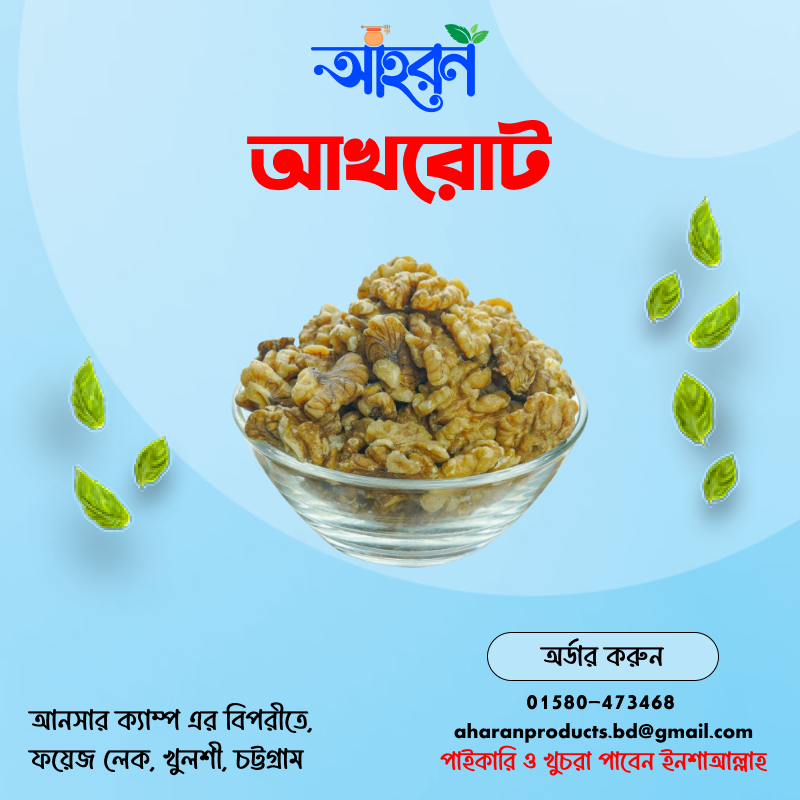 আহরন
আখরোট
অর্ডার করুন
01580-473468
aharanproducts.bd@gmail.com
পাইকারি ও খুচরা পাবেন ইনশাআল্লাহ
আনসার ক্যাম্প এর বিপরীতে,
ফয়েজ লেক, খুলশী, চট্টগ্রাম